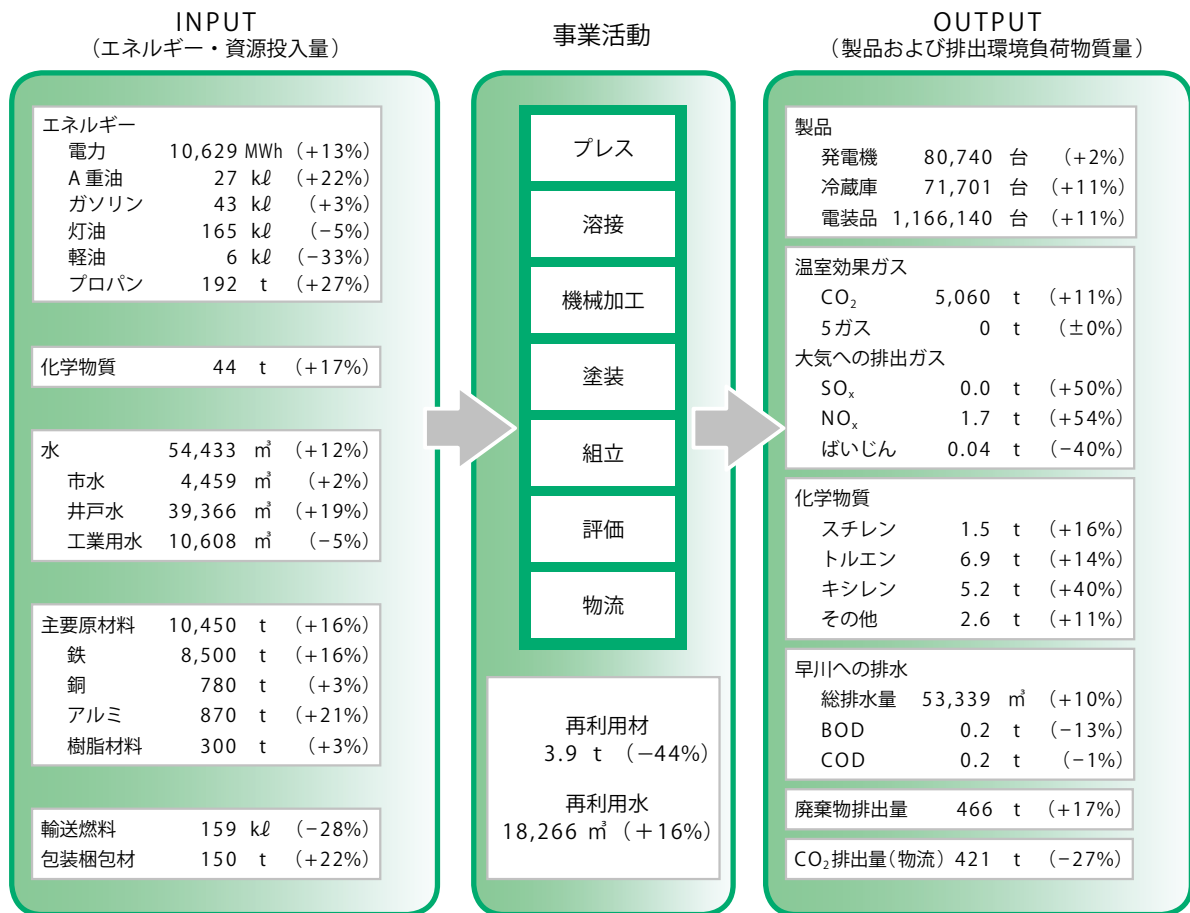 INPUT
（エネルギー・資源投入量）
エネルギー
電力 10,629 MWh (+13%)
A 重油 27 kℓ (+22%)
ガソリン 43 kℓ (+3%)
灯油 165 kℓ (−5%)
軽油 6 kℓ (−33%)
プロパン 192 t (+27%)
化学物質 44 t (+17%)
水 54,433 ㎥ (+12%)
市水 4,459 ㎥ (+2%)
井戸水 39,366 ㎥ (+19%)
工業用水 10,608 ㎥ (−5%)
主要原材料 10,450 t (+16%)
鉄 8,500 t (+16%)
銅 780 t (+3%)
アルミ 870 t (+21%)
樹脂材料 300 t (+3%)
輸送燃料 159 kℓ (−28%)
包装梱包材 150 t (+22%)
事業活動
プレス
溶接
機械加工
塗装
組立
評価
物流
再利用材
3.9 t （−44%）
再利用水
18,266 ㎥（＋16%）
OUTPUT
（製品および排出環境負荷物質量）
製品
発電機 80,740 台 (+2%)
冷蔵庫 71,701 台 (+11%)
電装品 1,166,140 台 (+11%)
温室効果ガス
CO₂ 5,060 t (+11%)
5ガス 0 t (±0%)
大気への排出ガス
SOₓ 0.0 t (+50%)
NOₓ 1.7 t (+54%)
ばいじん 0.04 t (−40%)
化学物質
スチレン 1.5 t (+16%)
トルエン 6.9 t (+14%)
キシレン 5.2 t (+40%)
その他 2.6 t (+11%)
早川への排水
総排水量 53,339 ㎥ (+10%)
BOD 0.2 t (−13%)
COD 0.2 t (−1%)
廃棄物排出量 466 t (+17%)
CO₂排出量(物流) 421 t (−27%)